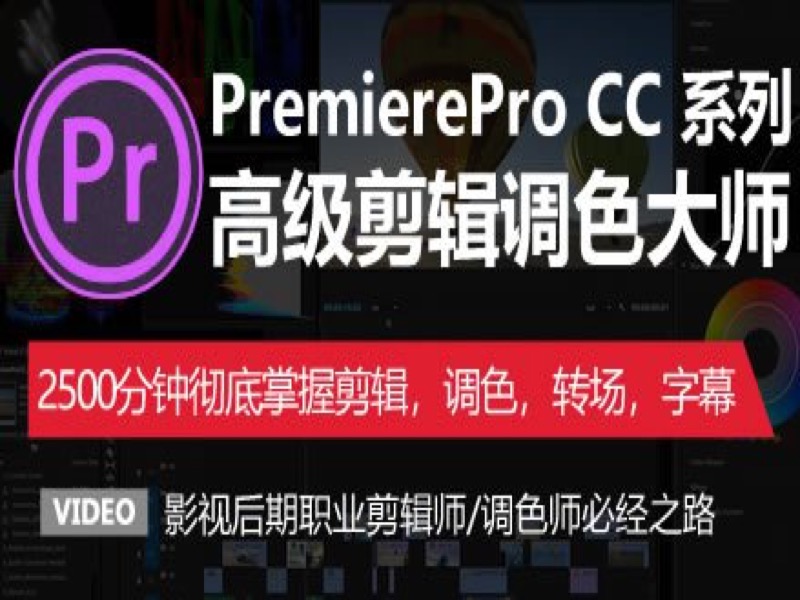 Pr
PremierePro CC 系列
高级剪辑调色大师
2500分钟彻底掌握剪辑，调色，转场，字幕
VIDEO 影视后期职业剪辑师/调色师必经之路